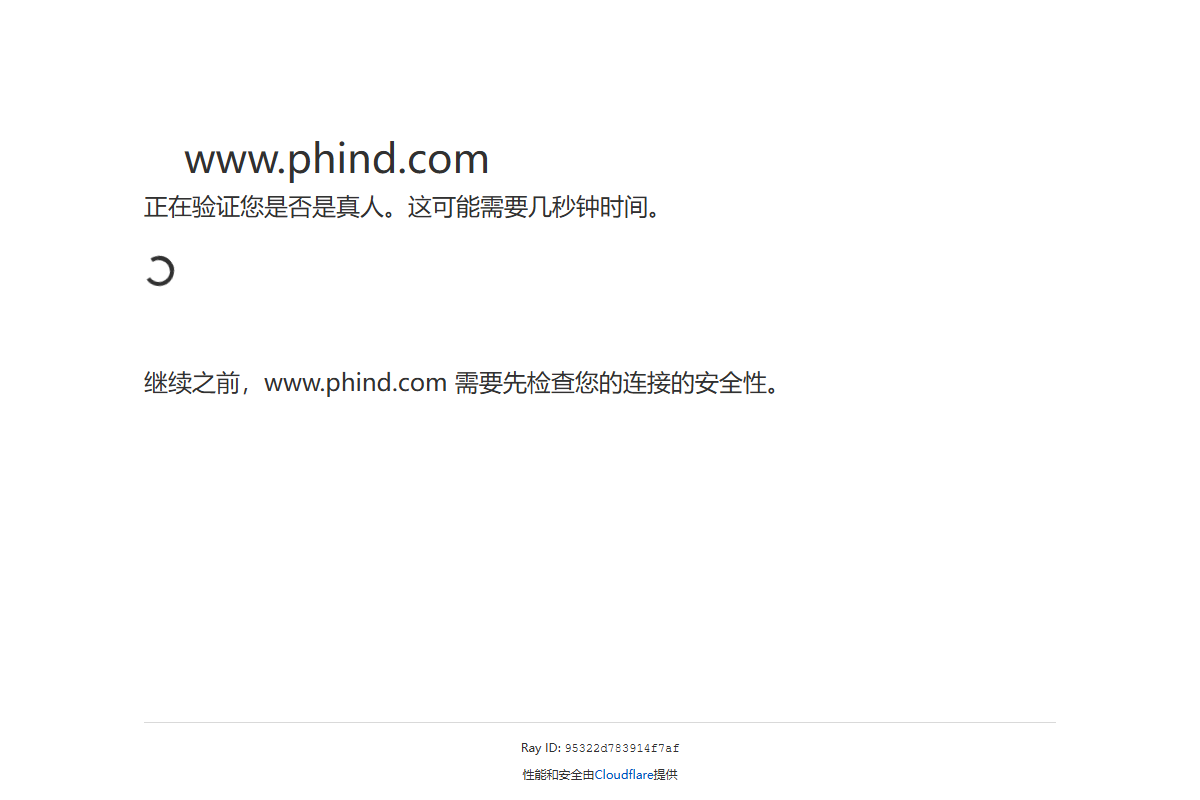 www.phind.com
正在验证您是否是真人。这可能需要几秒钟时间。
继续之前，www.phind.com 需要先检查您的连接的安全性。
Ray ID: 95322d783914f7af
性能和安全由Cloudflare提供